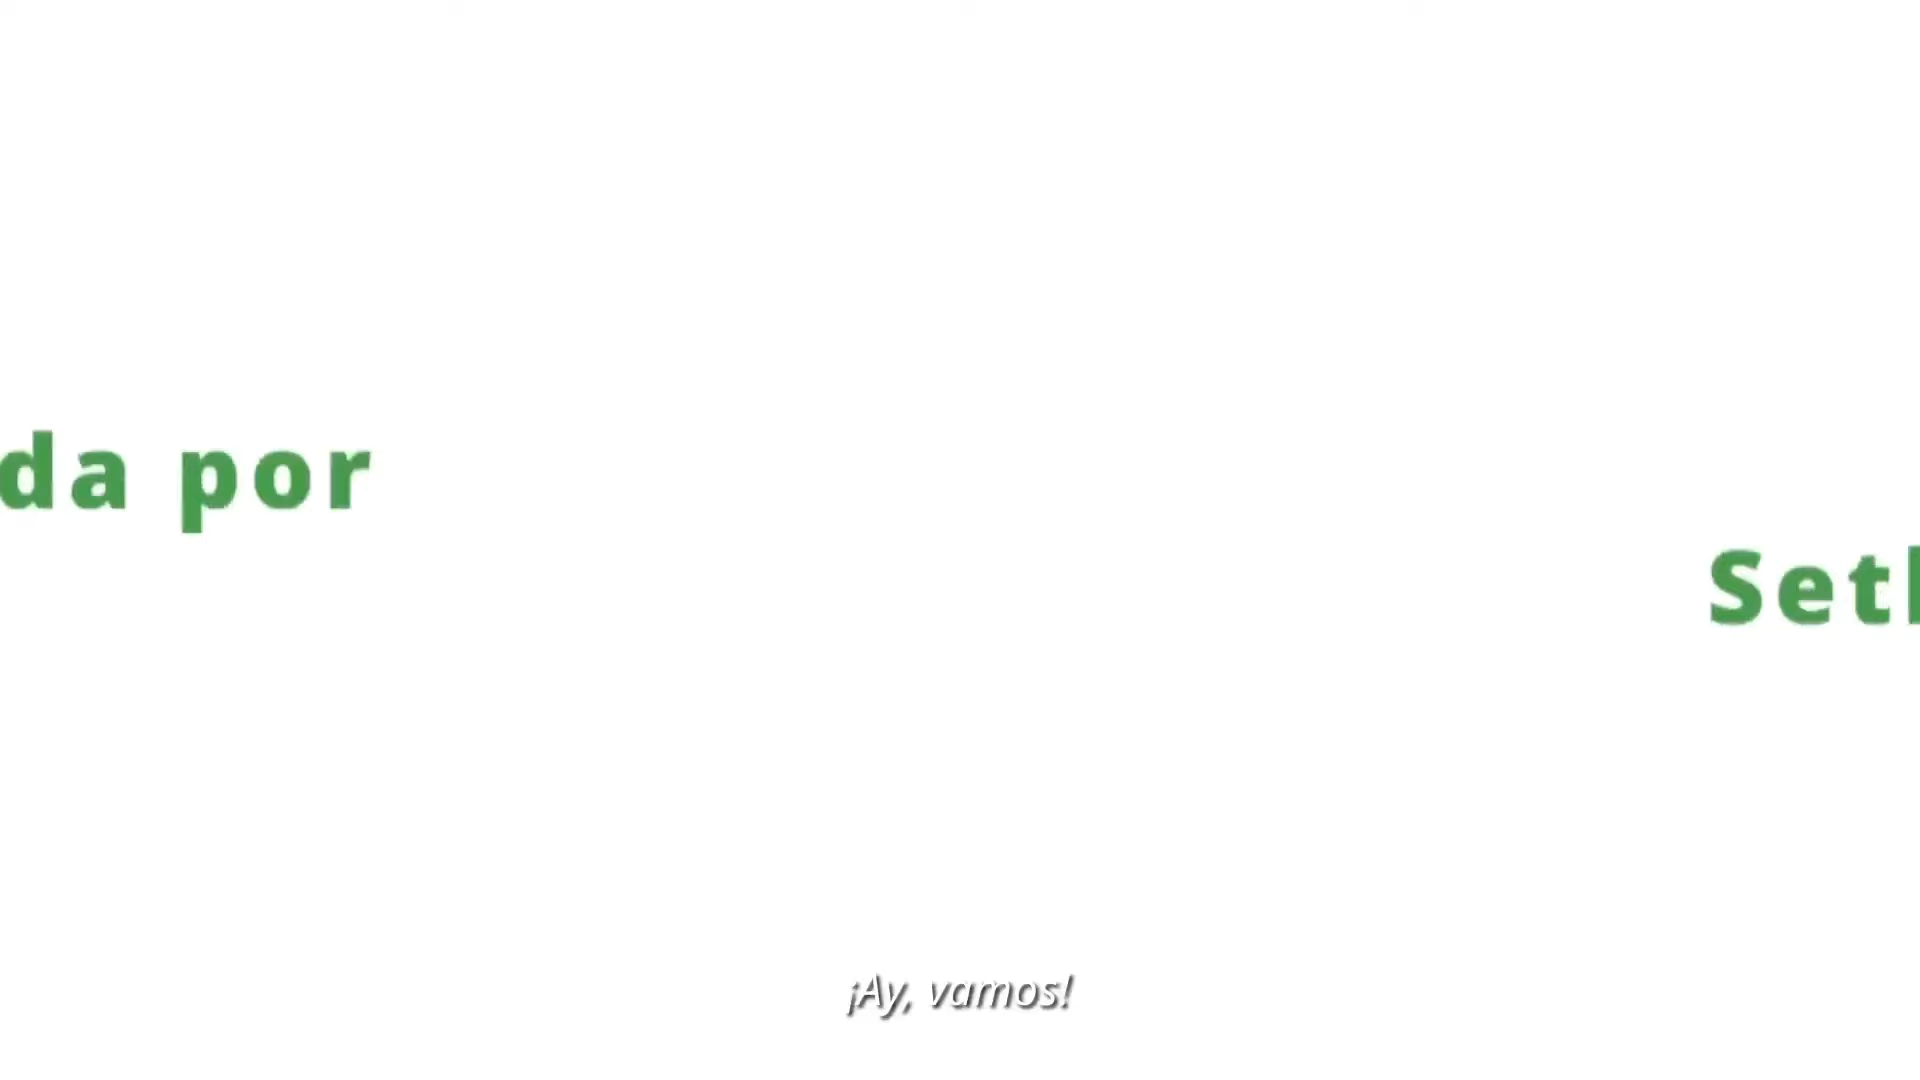 da por
Set
¡Ay, vamos!